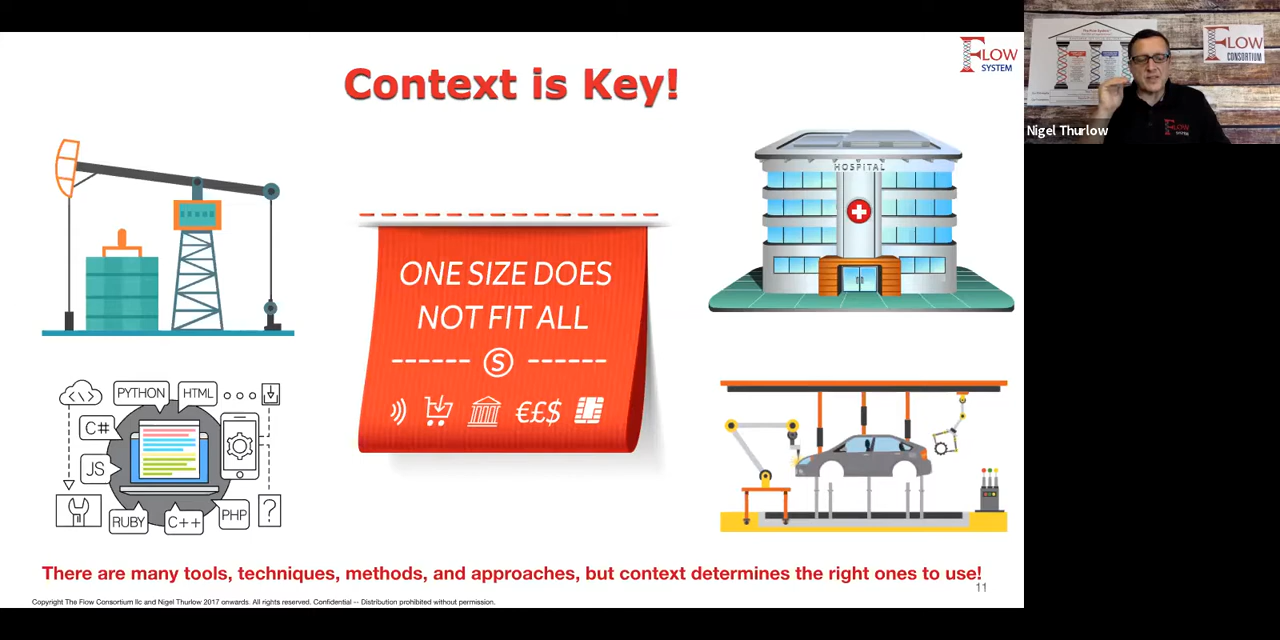 Context is Key!
FLOW
SYSTEM
FLOW
CONSORTIUM
FLOW
Nigel Thurlow
HOSPITAL
ONE SIZE DOES
NOT FIT ALL
S
€£$
PYTHON
HTML
C#
JS
RUBY
C++
PHP
?
There are many tools, techniques, methods, and approaches, but context determines the right ones to use!
11
Copyright The Flow Consortium llc and Nigel Thurlow 2017 onwards. All rights reserved. Confidential -- Distribution prohibited without permission.